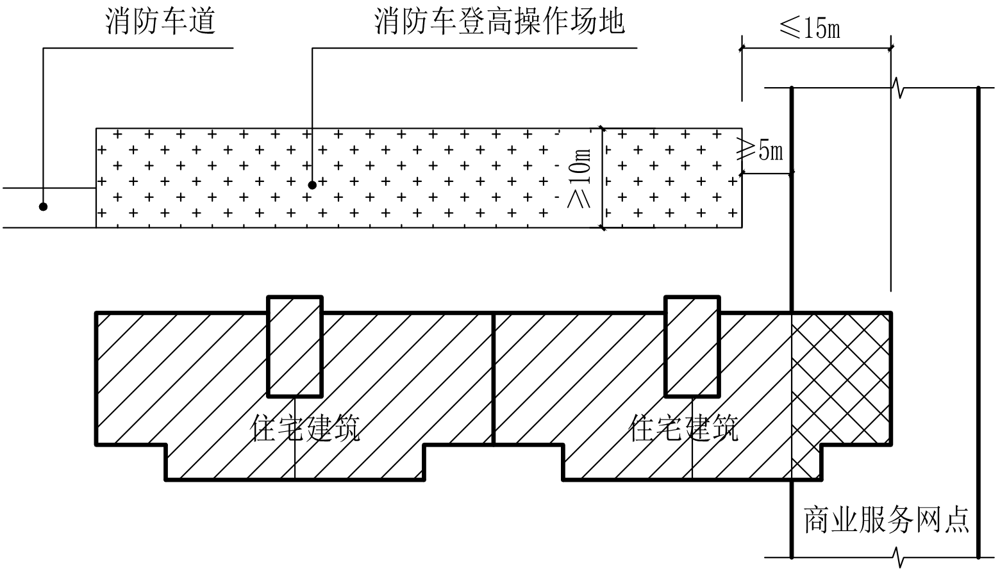 消防车道
消防车登高操作场地
≤15m
≥5m
≥10m
住宅建筑
住宅建筑
商业服务网点